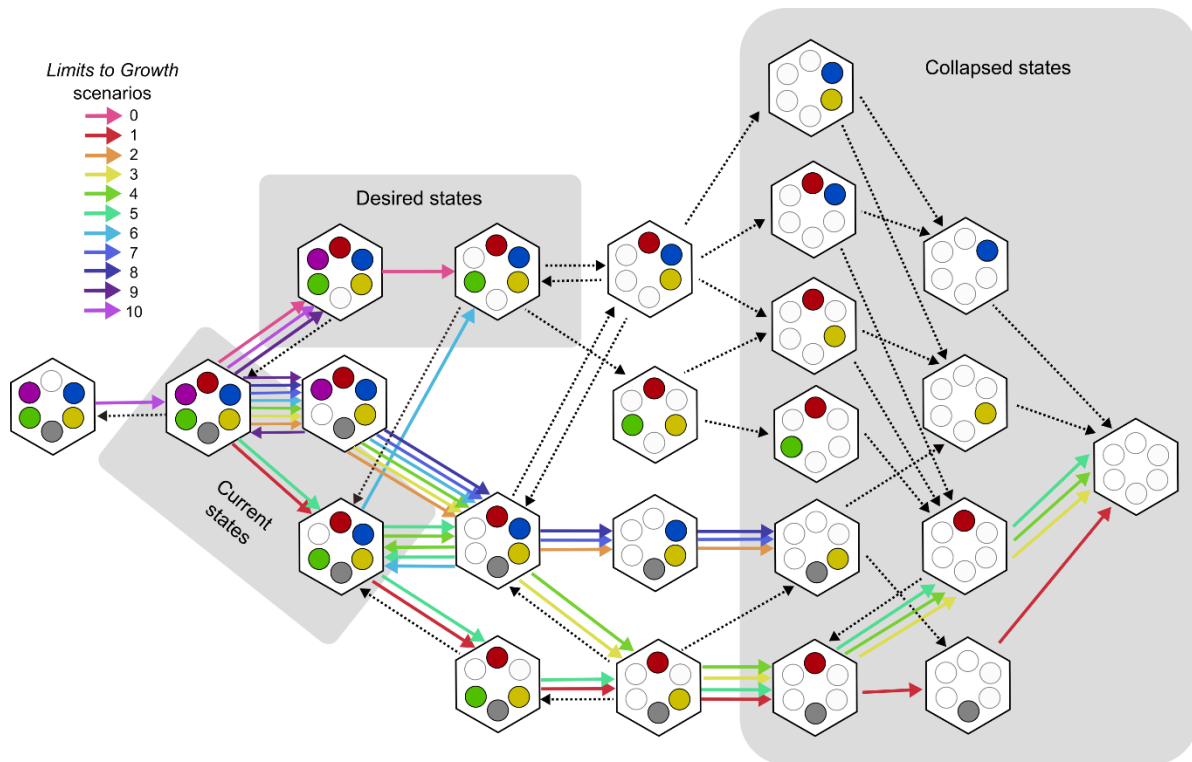 Limits to Growth
scenarios
0
1
2
3
4
5
6
7
8
9
10
Desired states
Collapsed states
Current
states